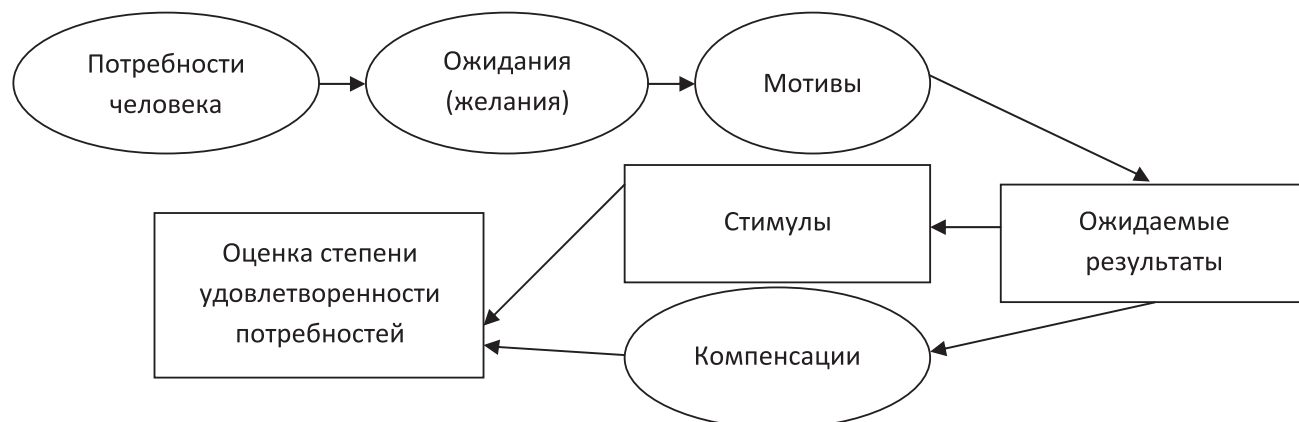 Потребности
человека
Ожидания
(желания)
Мотивы
Стимулы
Ожидаемые
результаты
Оценка степени
удовлетворенности
потребностей
Компенсации